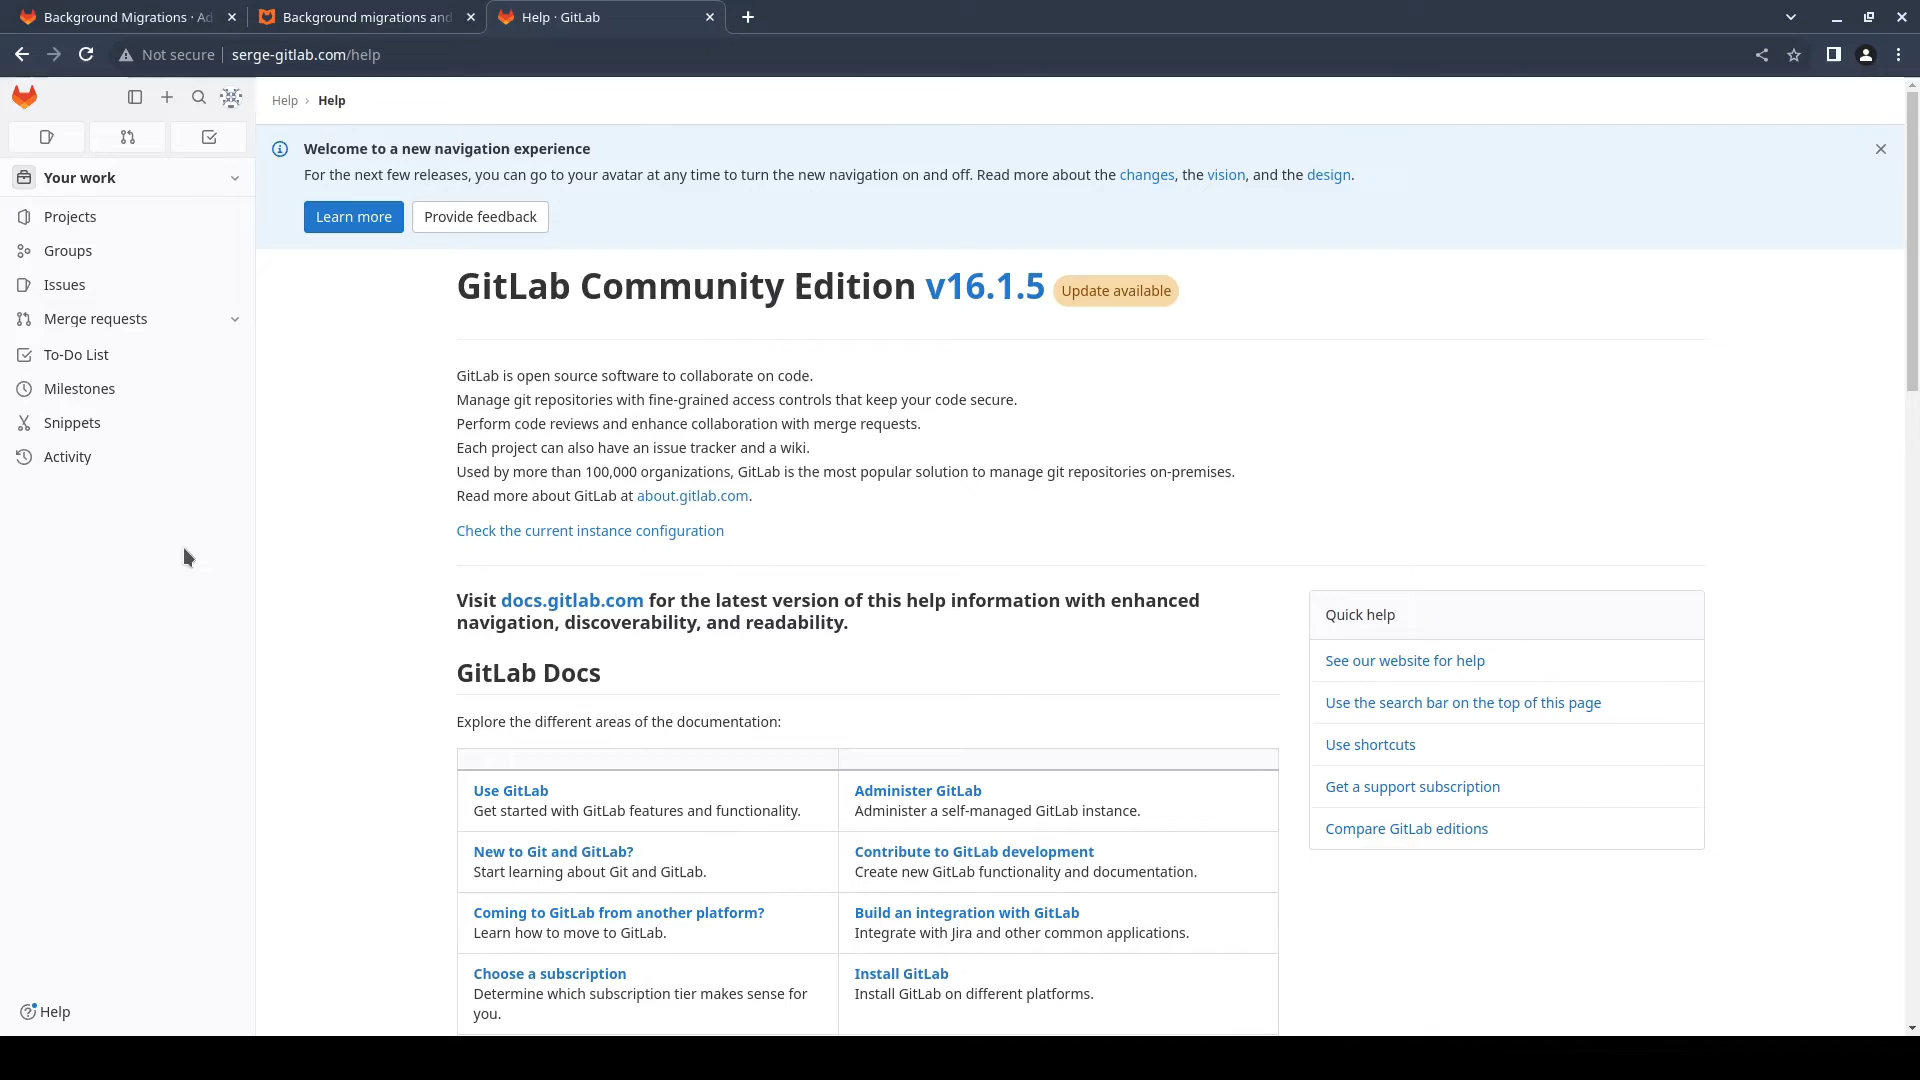 Background Migrations · Ad
Background migrations and
Help · GitLab
Not secure
serge-gitlab.com/help
Help › Help
Your work
Projects
Groups
Issues
Merge requests
To-Do List
Milestones
Snippets
Activity
Help
Welcome to a new navigation experience
For the next few releases, you can go to your avatar at any time to turn the new navigation on and off. Read more about the changes, the vision, and the design.
Learn more
Provide feedback
GitLab Community Edition v16.1.5 Update available
GitLab is open source software to collaborate on code.
Manage git repositories with fine-grained access controls that keep your code secure.
Perform code reviews and enhance collaboration with merge requests.
Each project can also have an issue tracker and a wiki.
Used by more than 100,000 organizations, GitLab is the most popular solution to manage git repositories on-premises.
Read more about GitLab at about.gitlab.com.
Check the current instance configuration
Visit docs.gitlab.com for the latest version of this help information with enhanced
navigation, discoverability, and readability.
GitLab Docs
Explore the different areas of the documentation:
Use GitLab
Get started with GitLab features and functionality.
Administer GitLab
Administer a self-managed GitLab instance.
New to Git and GitLab?
Start learning about Git and GitLab.
Contribute to GitLab development
Create new GitLab functionality and documentation.
Coming to GitLab from another platform?
Learn how to move to GitLab.
Build an integration with GitLab
Integrate with Jira and other common applications.
Choose a subscription
Determine which subscription tier makes sense for
you.
Install GitLab
Install GitLab on different platforms.
Quick help
See our website for help
Use the search bar on the top of this page
Use shortcuts
Get a support subscription
Compare GitLab editions